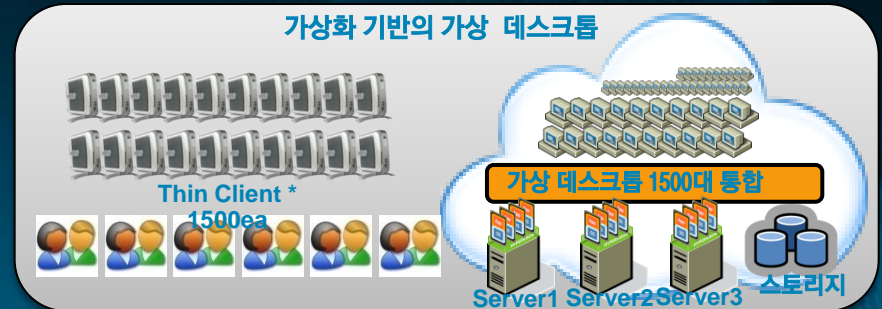 가상화 기반의 가상 데스크톱
Thin Client *
1500ea
가상 데스크톱 1500대 통합
Server1 Server2 Server3
스토리지